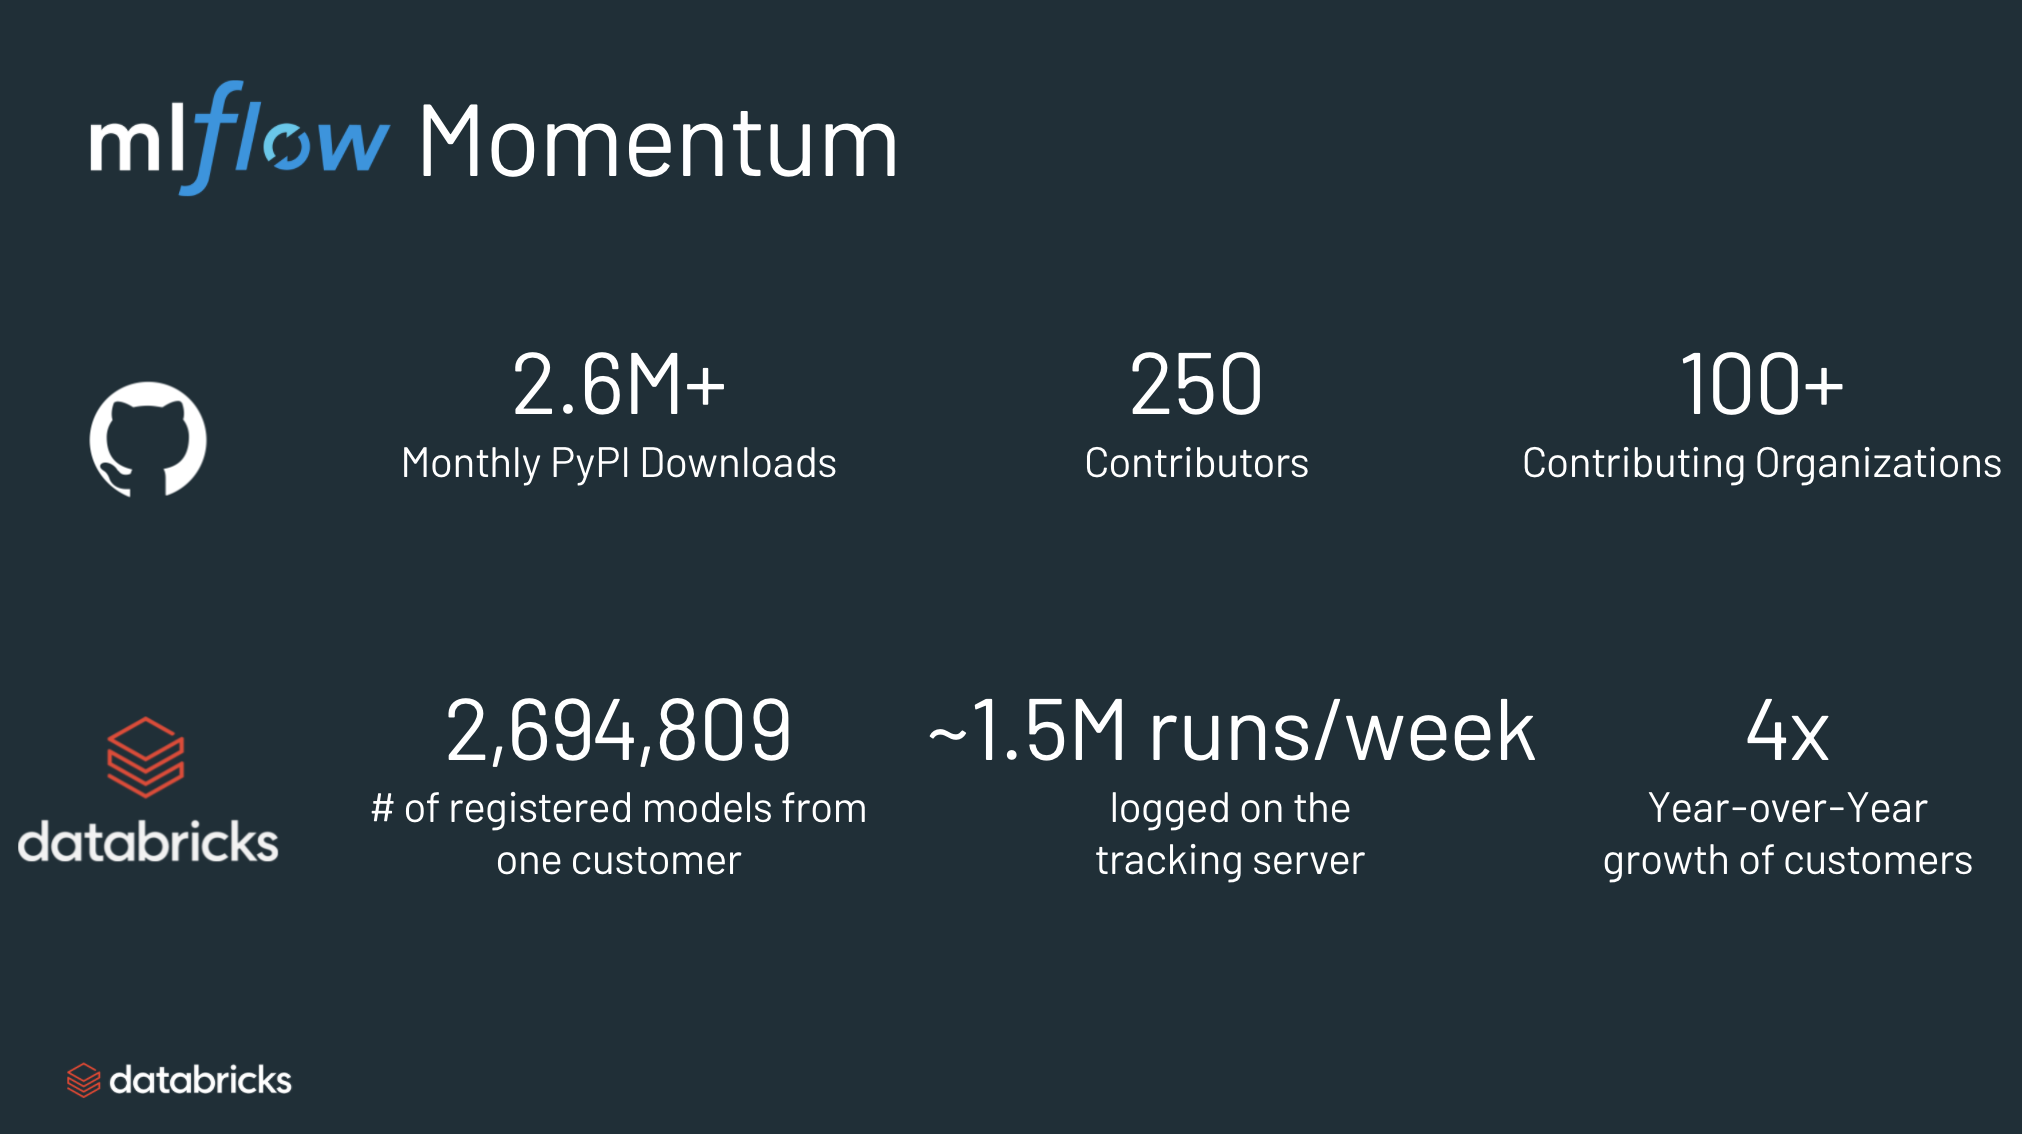 mlflow Momentum
2.6M+
Monthly PyPI Downloads
250
Contributors
100+
Contributing Organizations
databricks
2,694,809
# of registered models from
one customer
~1.5M runs/week
logged on the
tracking server
4x
Year-over-Year
growth of customers
databricks